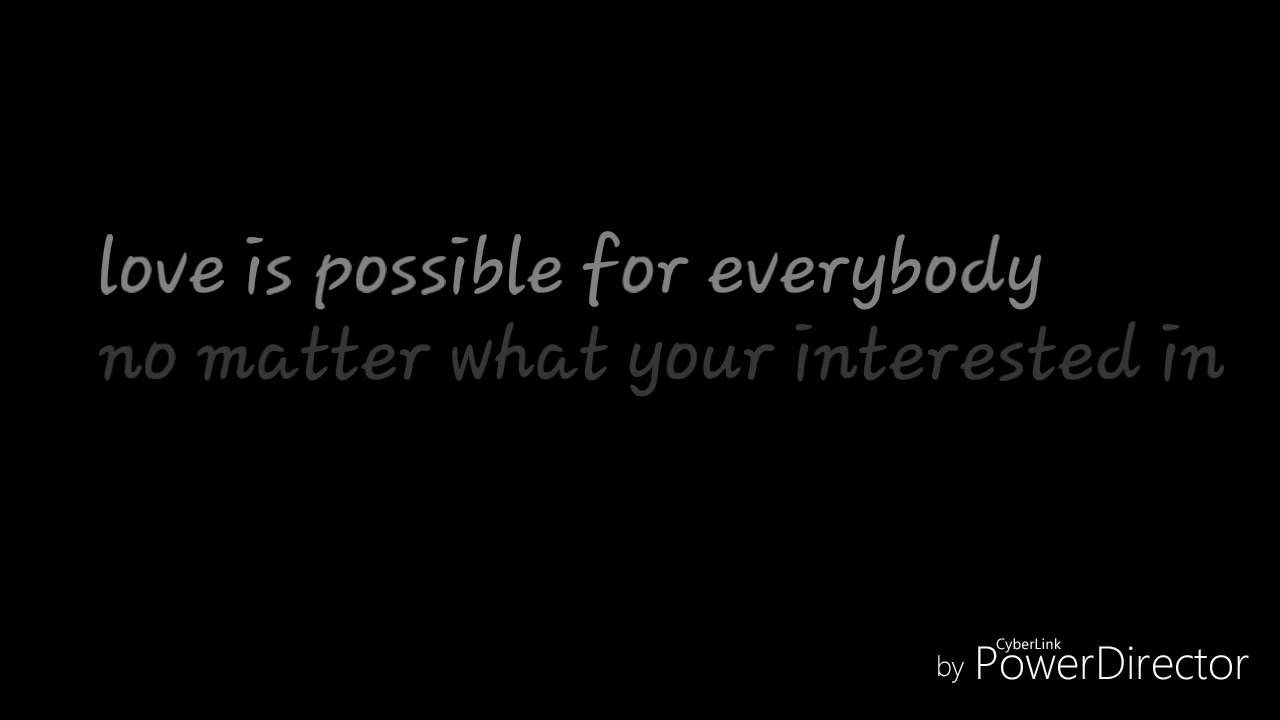 love is possible for everybody
no matter what your interested in
CyberLink
by PowerDirector